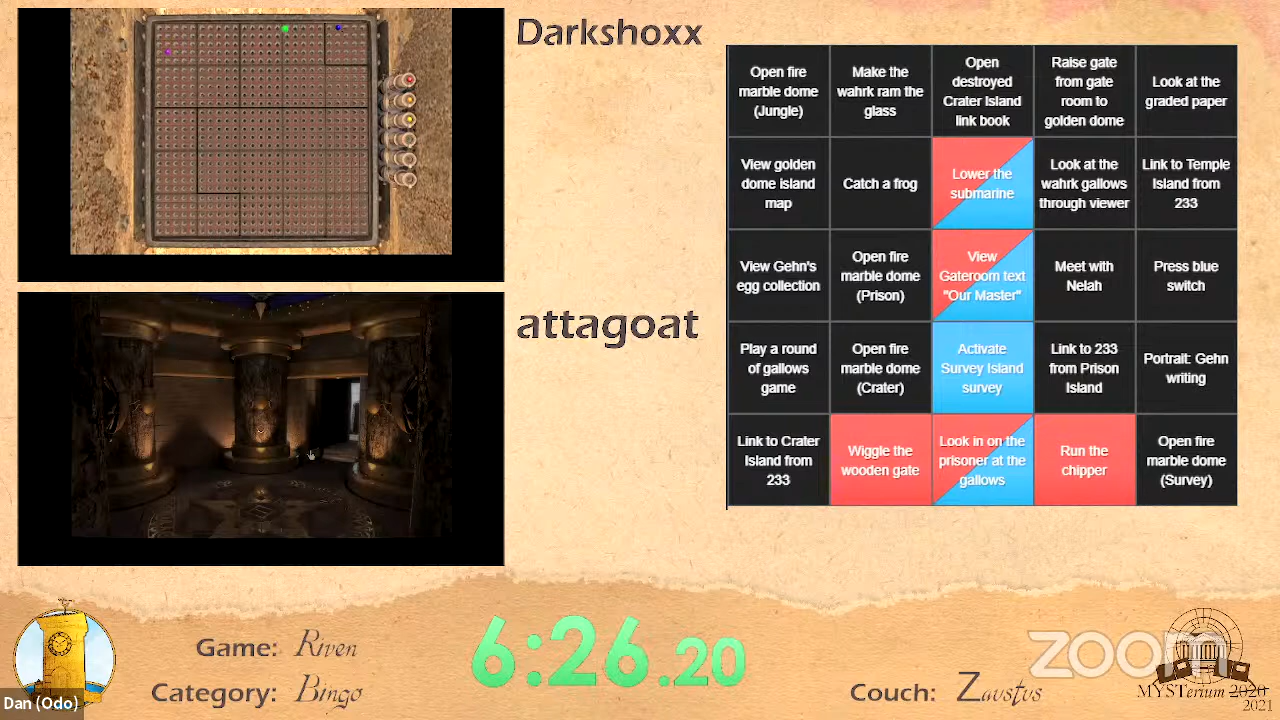 Darkshoxx
attagoat
Open fire
marble dome
(Jungle)
Make the
wahrk ram the
glass
Open
destroyed
Crater Island
link book
Raise gate
from gate
room to
golden dome
Look at the
graded paper
View golden
dome island
map
Catch a frog
Lower the
submarine
Look at the
wahrk gallows
through viewer
Link to Temple
Island from
233
View Gehn's
egg collection
Open fire
marble dome
(Prison)
View
Gateroom text
"Our Master"
Meet with
Nelah
Press blue
switch
Play a round
of gallows
game
Open fire
marble dome
(Crater)
Activate
Survey Island
survey
Link to 233
from Prison
Island
Portrait: Gehn
writing
Link to Crater
Island from
233
Wiggle the
wooden gate
Look in on the
prisoner at the
gallows
Run the
chipper
Open fire
marble dome
(Survey)
Game: Riven
Category: Bingo
6:26.20
Couch: Zaustus
zoom
MYSTerium 2020
2021
Dan (Odo)